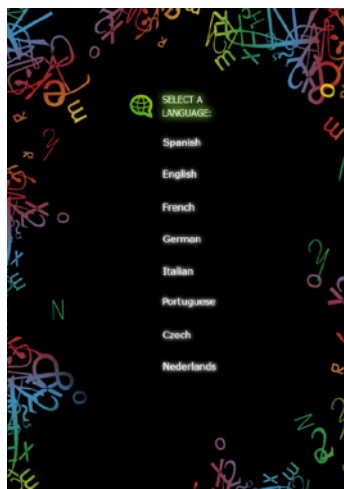 SELECT A
LANGUAGE:
Spanish
English
French
German
Italian
Portuguese
Czech
Nederlands